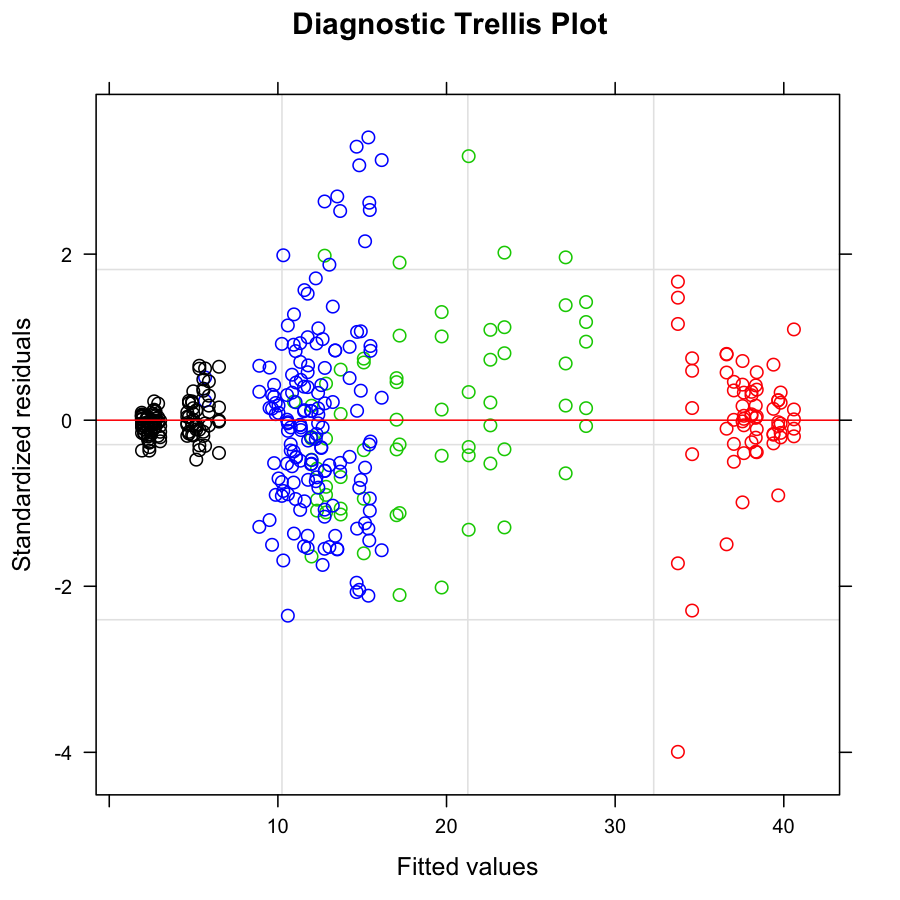 Diagnostic Trellis Plot
Standardized residuals
2
0
-2
-4
10 20 30 40
Fitted values